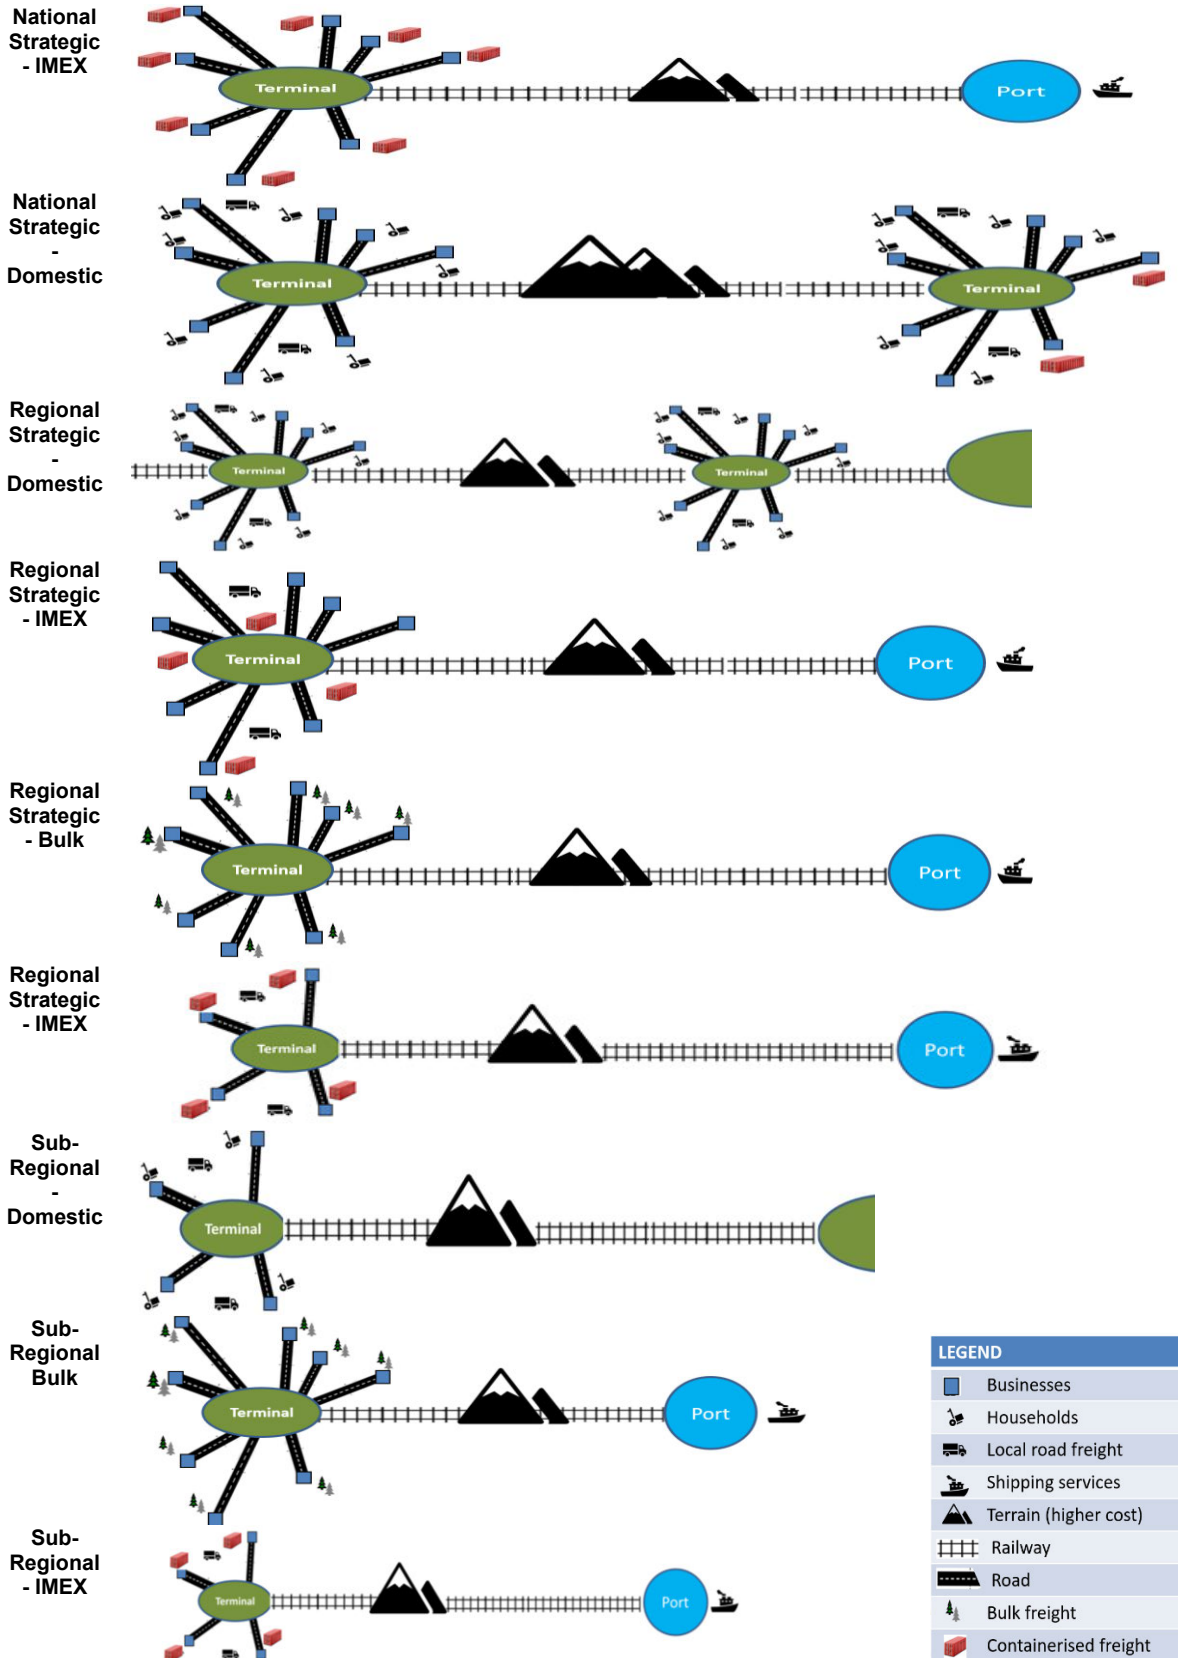 National
Strategic
- IMEX
Terminal
Port
National
Strategic
-
Domestic
Terminal
Terminal
Regional
Strategic
-
Domestic
Terminal
Terminal
Regional
Strategic
- IMEX
Terminal
Port
Regional
Strategic
- Bulk
Terminal
Port
Regional
Strategic
- IMEX
Terminal
Port
Sub-
Regional
-
Domestic
Terminal
Sub-
Regional
Bulk
Terminal
Port
Sub-
Regional
- IMEX
Terminal
Port
LEGEND
Businesses
Households
Local road freight
Shipping services
Terrain (higher cost)
Railway
Road
Bulk freight
Containerised freight